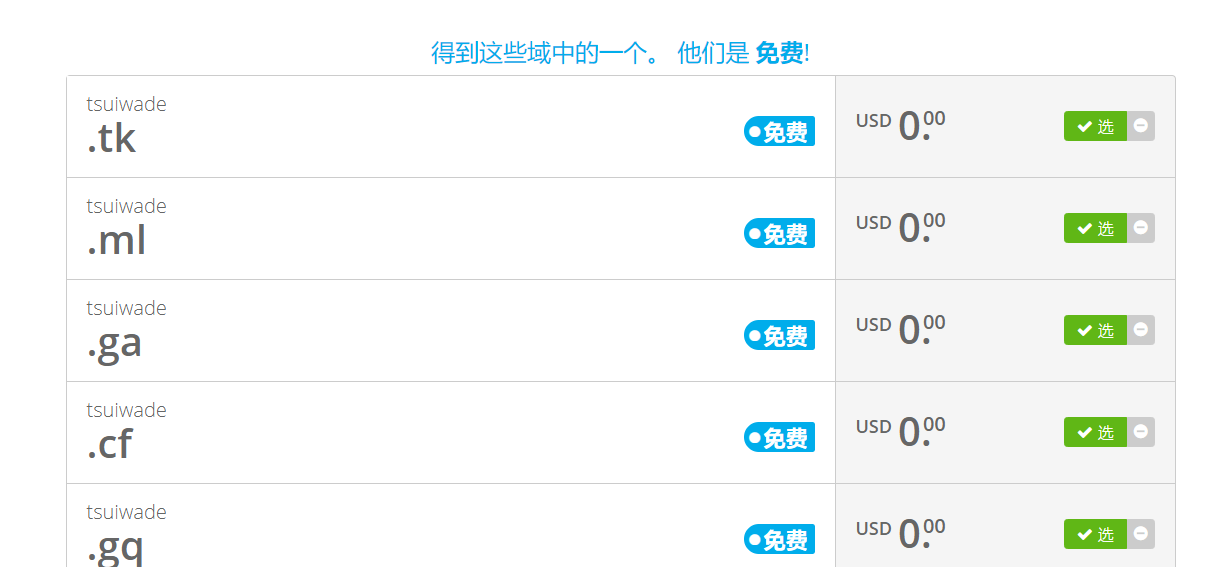 得到这些域中的一个。 他们是 免费!
tsuiwade
.tk
免费
USD 0.00
选
tsuiwade
.ml
免费
USD 0.00
选
tsuiwade
.ga
免费
USD 0.00
选
tsuiwade
.cf
免费
USD 0.00
选
tsuiwade
.gq
免费
USD 0.00
选